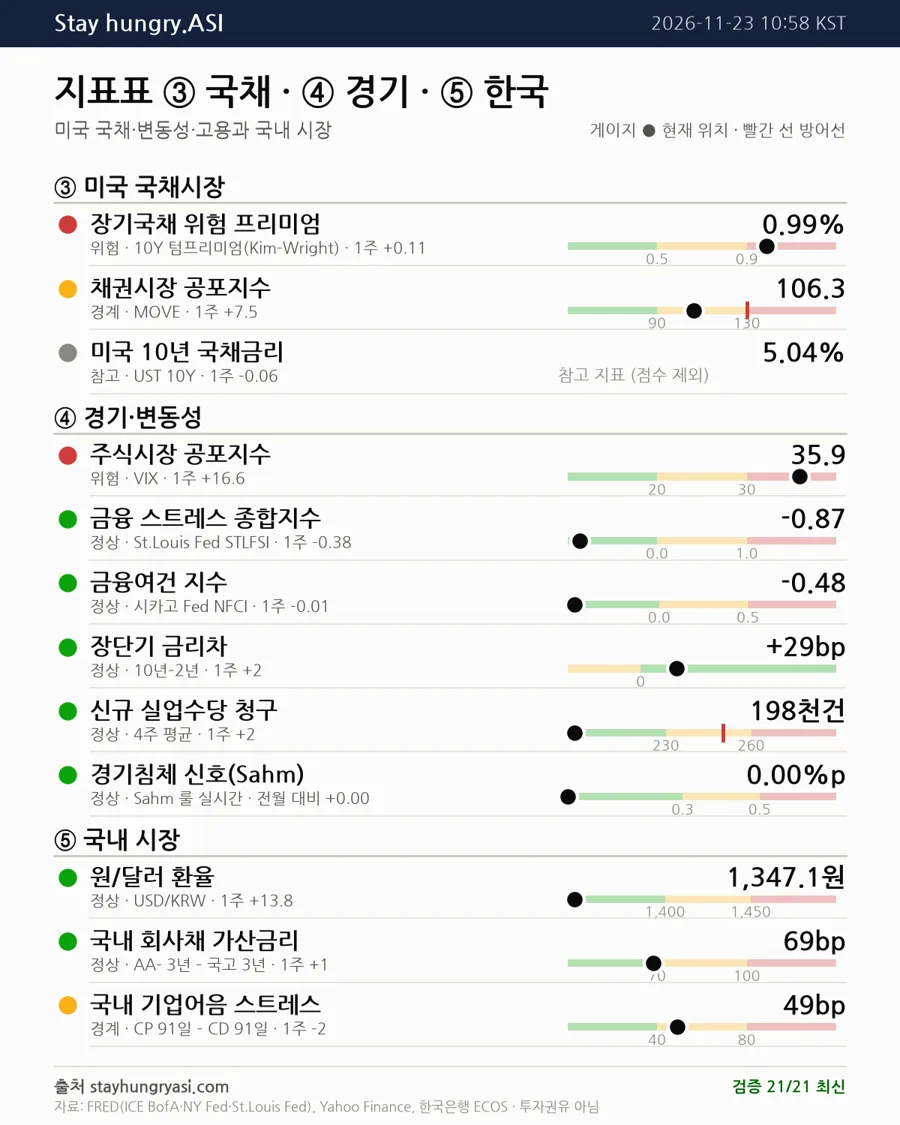 Stay hungry.ASI
2026-11-23 10:58 KST
지표표 ③ 국채 · ④ 경기 · ⑤ 한국
미국 국채·변동성·고용과 국내 시장
게이지 ● 현재 위치 · 빨간 선 방어선
③ 미국 국채시장
장기국채 위험 프리미엄
0.99%
위험 · 10Y 텀프리미엄(Kim-Wright) · 1주 +0.11
0.5 0.9
채권시장 공포지수
106.3
경계 · MOVE · 1주 +7.5
90 130
미국 10년 국채금리
5.04%
참고 · UST 10Y · 1주 -0.06
참고 지표 (점수 제외)
④ 경기·변동성
주식시장 공포지수
35.9
위험 · VIX · 1주 +16.6
20 30
금융 스트레스 종합지수
-0.87
정상 · St.Louis Fed STLFSI · 1주 -0.38
0.0 1.0
금융여건 지수
-0.48
정상 · 시카고 Fed NFCI · 1주 -0.01
0.0 0.5
장단기 금리차
+29bp
정상 · 10년-2년 · 1주 +2
0
신규 실업수당 청구
198천건
정상 · 4주 평균 · 1주 +2
230 260
경기침체 신호(Sahm)
0.00%p
정상 · Sahm 룰 실시간 · 전월 대비 +0.00
0.3 0.5
⑤ 국내 시장
원/달러 환율
1,347.1원
정상 · USD/KRW · 1주 +13.8
1,400 1,450
국내 회사채 가산금리
69bp
정상 · AA- 3년 - 국고 3년 · 1주 +1
70 100
국내 기업어음 스트레스
49bp
경계 · CP 91일 - CD 91일 · 1주 -2
40 80
출처 stayhungryasi.com
검증 21/21 최신
자료: FRED(ICE BofA·NY Fed·St.Louis Fed), Yahoo Finance, 한국은행 ECOS · 투자권유 아님